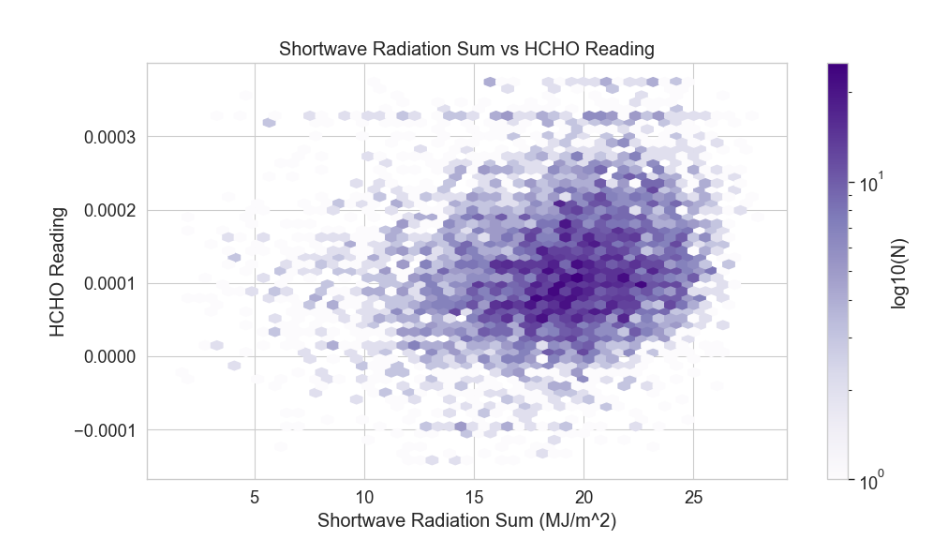 Shortwave Radiation Sum vs HCHO Reading
0.0003
0.0002
0.0001
0.0000
−0.0001
HCHO Reading
5 10 15 20 25
Shortwave Radiation Sum (MJ/m^2)
10^1
10^0
log10(N)